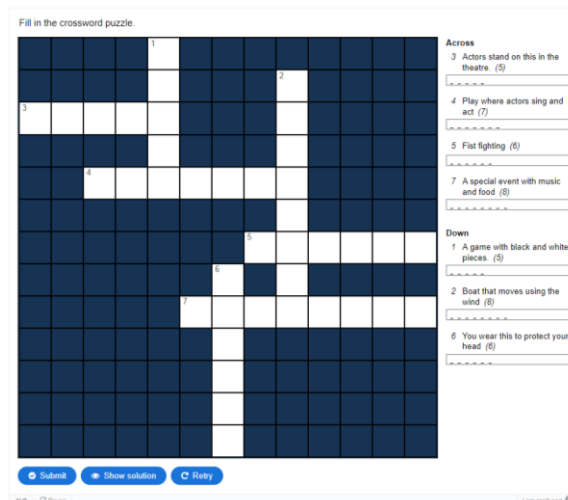 Fill in the crossword puzzle.
1
2
3
4
5
6
7
Across
3 Actors stand on this in the
theatre. (5)
4 Play where actors sing and
act (7)
5 Fist fighting (6)
7 A special event with music
and food (8)
Down
1 A game with black and white
pieces. (5)
2 Boat that moves using the
wind (8)
6 You wear this to protect your
head (6)
Submit
Show solution
Retry